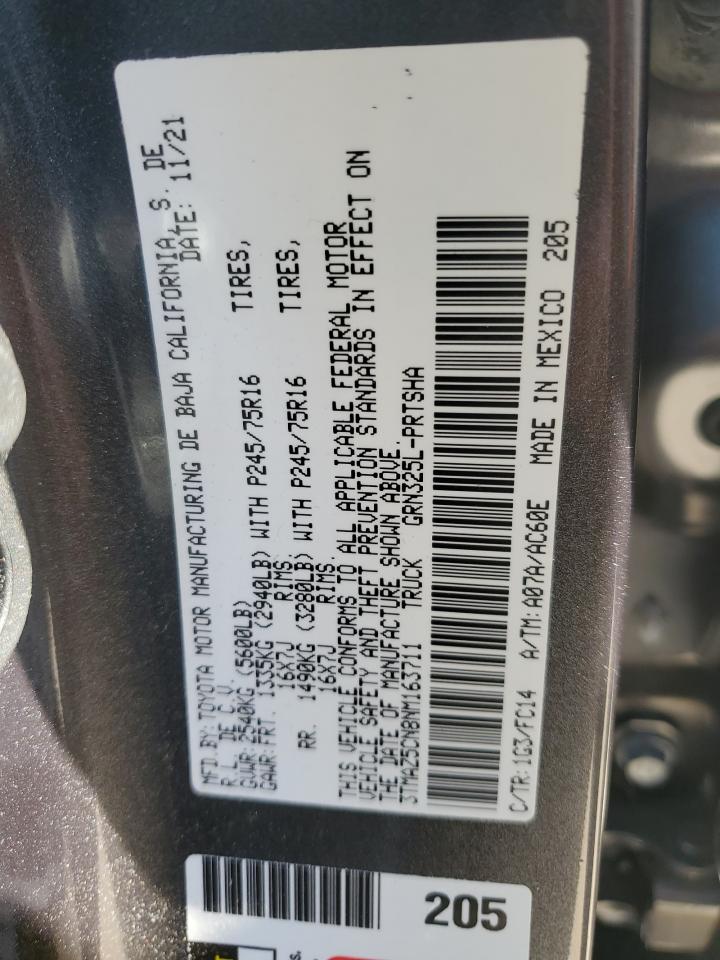 MFD. BY: TOYOTA MOTOR MANUFACTURING DE BAJA CALIFORNIA, S. DE
R. L. DE C. V. DATE: 11/21
GVWR: 2540KG (5600LB)
GAWR: FRT. 1335KG (2940LB) WITH P245/75R16 TIRES,
16X7J RIMS,
RR. 1490KG (3280LB) WITH P245/75R16 TIRES,
16X7J RIMS.
THIS VEHICLE CONFORMS TO ALL APPLICABLE FEDERAL MOTOR
VEHICLE SAFETY AND THEFT PREVENTION STANDARDS IN EFFECT ON
THE DATE OF MANUFACTURE SHOWN ABOVE.
3TMAZ5CN8NM163711 TRUCK GRN325L-PRTSHA
C/TR: 1G3/FC14 A/TM: A07A/AC60E MADE IN MEXICO 205
205